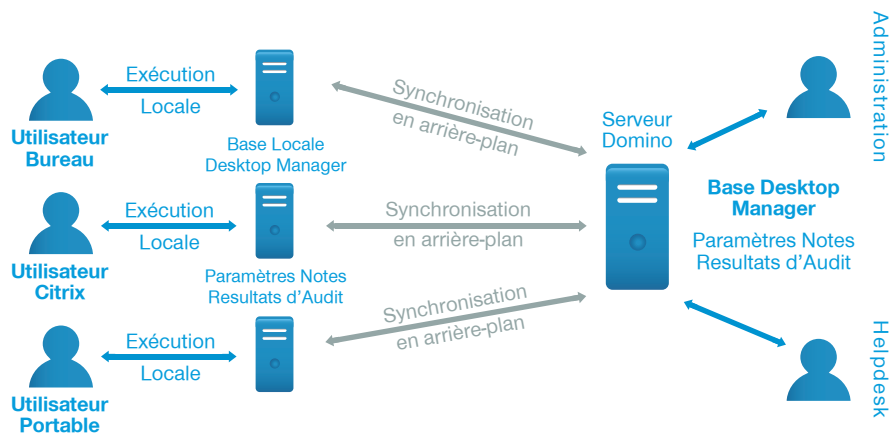 Exécution
Locale
Utilisateur
Bureau
Base Locale
Desktop Manager
Synchronisation
en arrière-plan
Exécution
Locale
Utilisateur
Citrix
Paramètres Notes
Resultats d'Audit
Synchronisation
en arrière-plan
Exécution
Locale
Utilisateur
Portable
Synchronisation
en arrière-plan
Serveur
Domino
Base Desktop
Manager
Paramètres Notes
Resultats d'Audit
Administration
Helpdesk